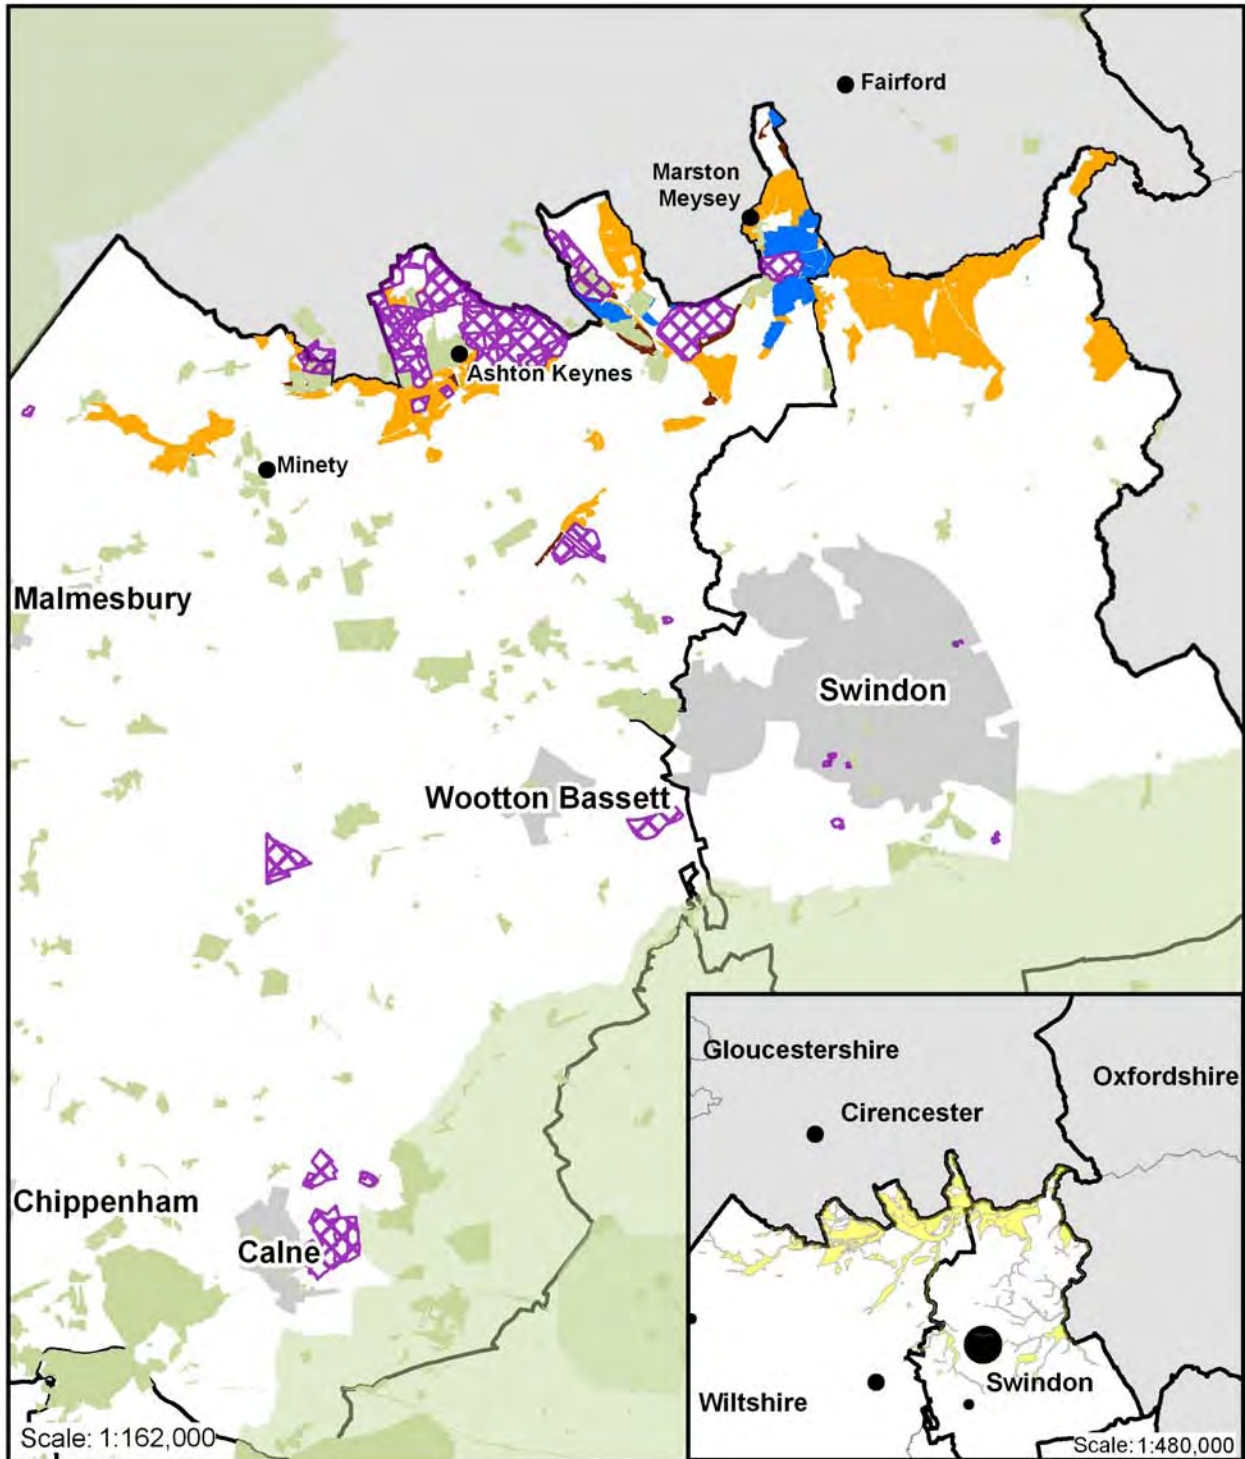 Fairford
Marston
Meysey
Ashton Keynes
Minety
Malmesbury
Swindon
Wootton Bassett
Chippenham
Calne
Scale: 1:162,000
Gloucestershire
Oxfordshire
Cirencester
Wiltshire
Swindon
Scale: 1:480,000